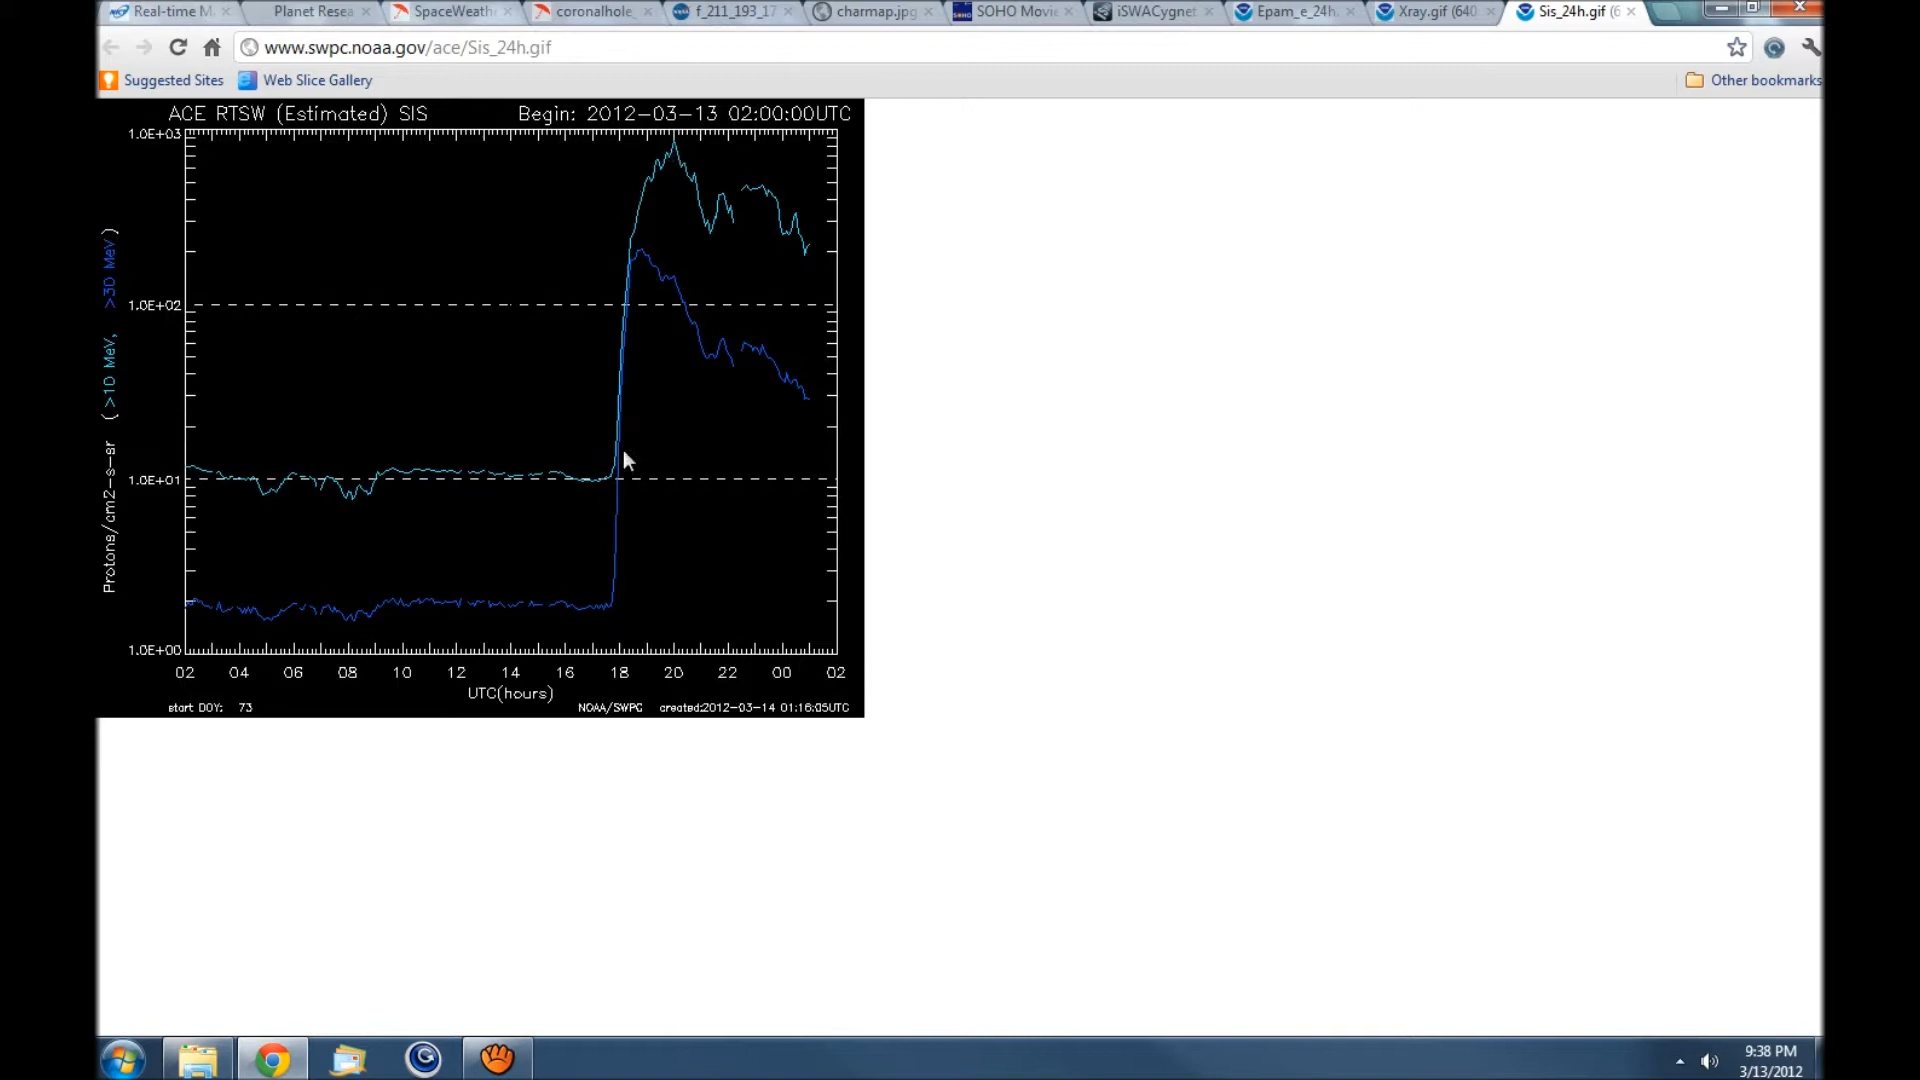 Real-time M
Planet Resea
SpaceWeath
coronalhole_
f_211_193_17
charmap.jpg
SOHO Movie
iSWACygnet
Epam_e_24h.
Xray.gif (640
Sis_24h.gif (6
www.swpc.noaa.gov/ace/Sis_24h.gif
Suggested Sites
Web Slice Gallery
Other bookmarks
ACE RTSW (Estimated) SIS
Begin: 2012-03-13 02:00:00UTC
1.0E+03
1.0E+02
1.0E+01
1.0E+00
Protons/cm2-s-sr (>10 MeV, >30 MeV)
02 04 06 08 10 12 14 16 18 20 22 00 02
UTC(hours)
start DOY: 73
NOAA/SWPC
created:2012-03-14 01:16:05UTC
9:38 PM
3/13/2012